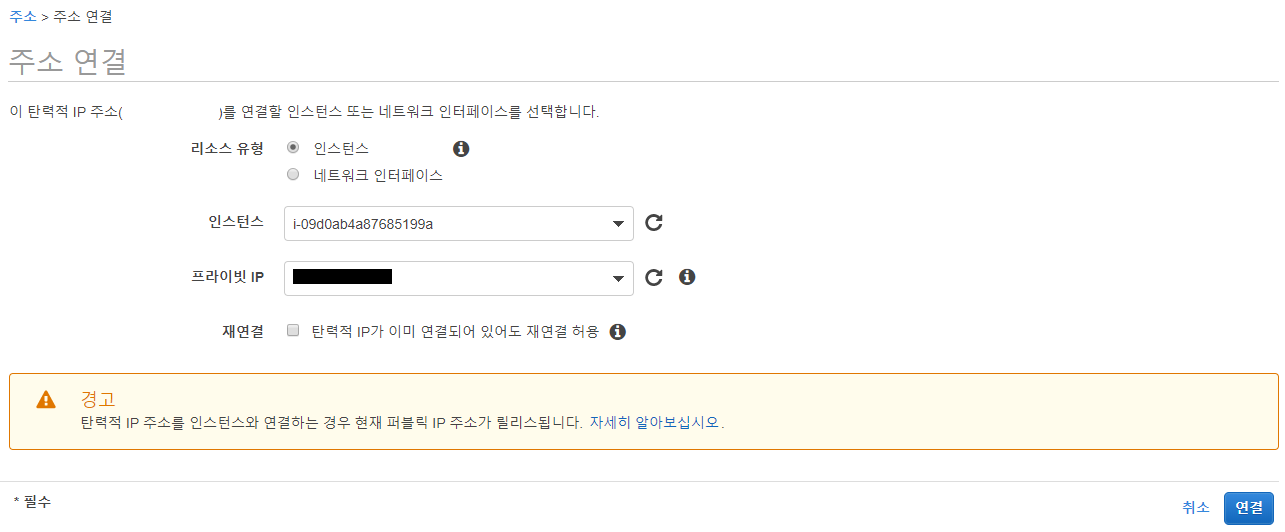 주소 > 주소 연결
주소 연결
이 탄력적 IP 주소( )를 연결할 인스턴스 또는 네트워크 인터페이스를 선택합니다.
리소스 유형 인스턴스
네트워크 인터페이스
인스턴스 i-09d0ab4a87685199a
프라이빗 IP
재연결 탄력적 IP가 이미 연결되어 있어도 재연결 허용
경고
탄력적 IP 주소를 인스턴스와 연결하는 경우 현재 퍼블릭 IP 주소가 릴리스됩니다. 자세히 알아보십시오.
* 필수
취소 연결